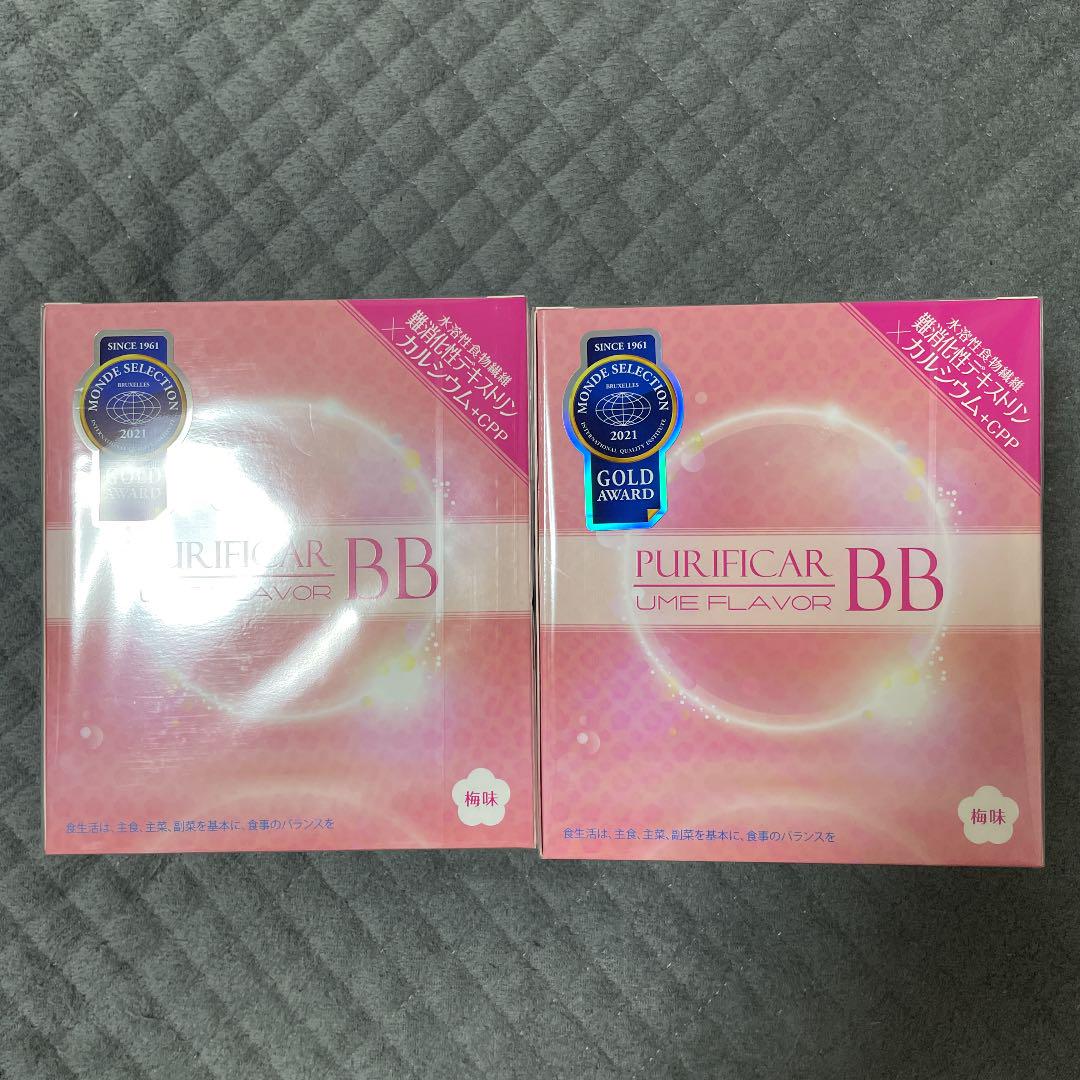 SINCE 1961
MONDE SELECTION
BRUXELLES
2021
INTERNATIONAL QUALITY INSTITUTE
GOLD
AWARD
水溶性食物繊維
難消化性デキストリン
×カルシウム+CPP
PURIFICAR
UME FLAVOR
BB
梅味
食生活は、主食、主菜、副菜を基本に、食事のバランスを
SINCE 1961
MONDE SELECTION
BRUXELLES
2021
INTERNATIONAL QUALITY INSTITUTE
GOLD
AWARD
水溶性食物繊維
難消化性デキストリン
×カルシウム+CPP
PURIFICAR
UME FLAVOR
BB
梅味
食生活は、主食、主菜、副菜を基本に、食事のバランスを